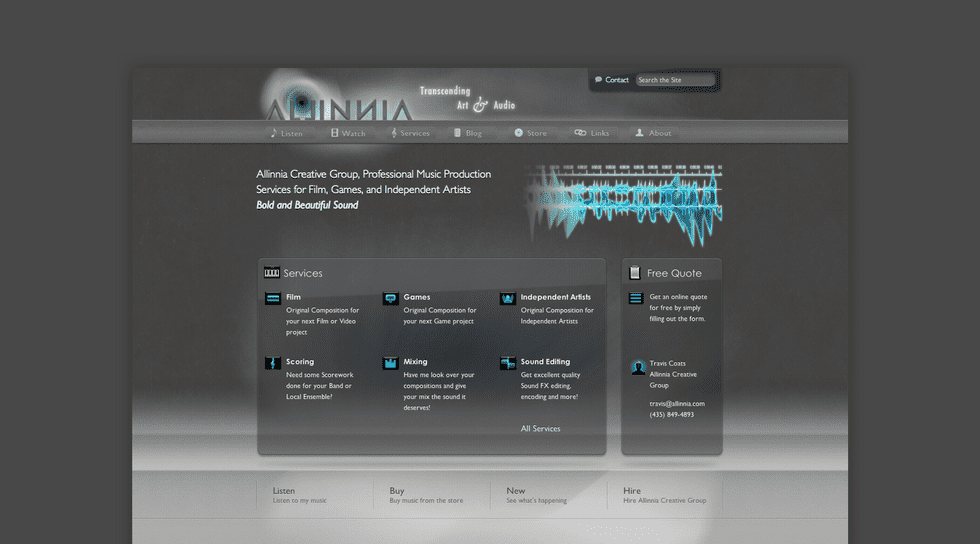 Contact
Search the Site
ALLINNIA
Transcending
Art & Audio
Listen
Watch
Services
Blog
Store
Links
About
Allinnia Creative Group, Professional Music Production
Services for Film, Games, and Independent Artists
Bold and Beautiful Sound
Services
Film
Original Composition for
your next Film or Video
project
Games
Original Composition for
your next Game project
Independent Artists
Original Composition for
Independent Artists
Scoring
Need some Scorework
done for your Band or
Local Ensemble!
Mixing
Have me look over your
compositions and give
your mix the sound it
deserves!
Sound Editing
Get excellent quality
Sound FX editing,
encoding and more!
All Services
Free Quote
Get an online quote
for free by simply
filling out the form.
Travis Coats
Allinnia Creative
Group
travis@allinnia.com
(435) 849-4893
Listen
Listen to my music
Buy
Buy music from the store
New
See what's happening
Hire
Hire Allinnia Creative Group